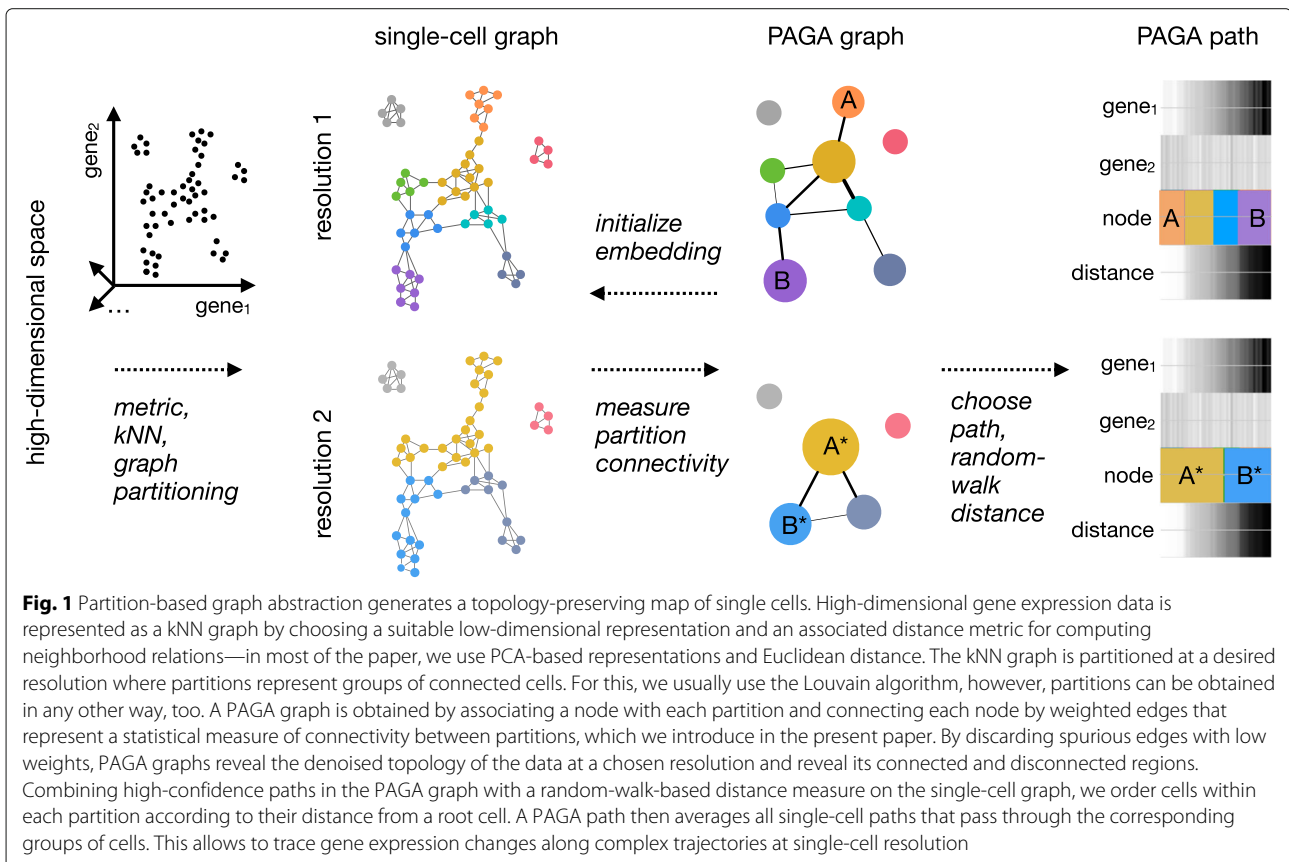 single-cell graph
PAGA graph
PAGA path
high-dimensional space
gene2
gene1
...
metric,
kNN,
graph
partitioning
resolution 1
resolution 2
initialize
embedding
measure
partition
connectivity
A
B
A*
B*
choose
path,
random-
walk
distance
gene1
gene2
node
A
B
distance
gene1
gene2
node
A*
B*
distance
Fig. 1 Partition-based graph abstraction generates a topology-preserving map of single cells. High-dimensional gene expression data is
represented as a kNN graph by choosing a suitable low-dimensional representation and an associated distance metric for computing
neighborhood relations—in most of the paper, we use PCA-based representations and Euclidean distance. The kNN graph is partitioned at a desired
resolution where partitions represent groups of connected cells. For this, we usually use the Louvain algorithm, however, partitions can be obtained
in any other way, too. A PAGA graph is obtained by associating a node with each partition and connecting each node by weighted edges that
represent a statistical measure of connectivity between partitions, which we introduce in the present paper. By discarding spurious edges with low
weights, PAGA graphs reveal the denoised topology of the data at a chosen resolution and reveal its connected and disconnected regions.
Combining high-confidence paths in the PAGA graph with a random-walk-based distance measure on the single-cell graph, we order cells within
each partition according to their distance from a root cell. A PAGA path then averages all single-cell paths that pass through the corresponding
groups of cells. This allows to trace gene expression changes along complex trajectories at single-cell resolution